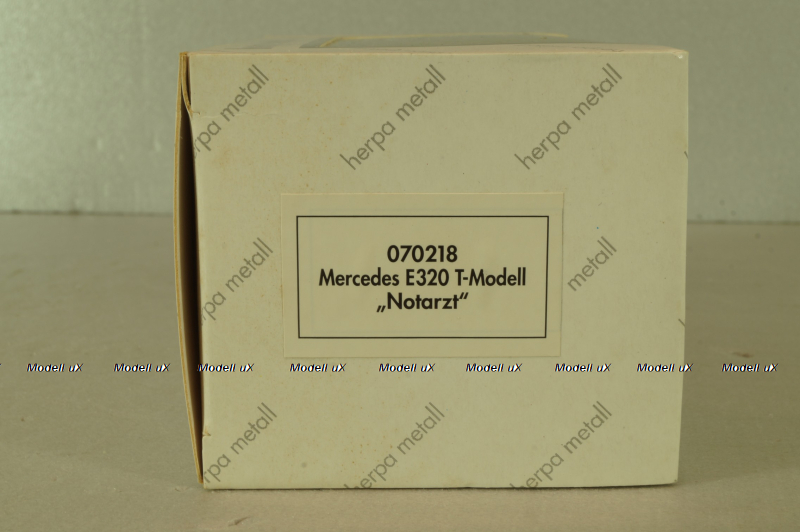 herpa metall
herpa metall
herpa metall
070218
Mercedes E320 T-Modell
„Notarzt“
herpa metall
metall
Modell uX Modell uX Modell uX Modell uX Modell uX Modell uX Modell uX Modell uX Modell uX
herpa metall
herpa metall
herpa metall